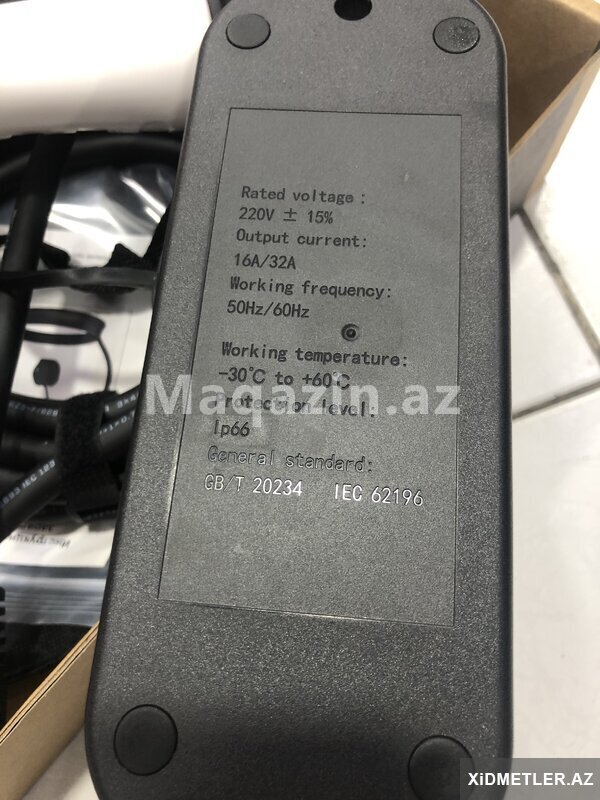 Rated voltage :
220V ± 15%
Output current:
16A/32A
Working frequency:
50Hz/60Hz
Working temperature:
-30℃ to +60℃
Protection level:
Ip66
General standard:
GB/T 20234 IEC 62196
Maqazin.az
XiDMETLER.AZ